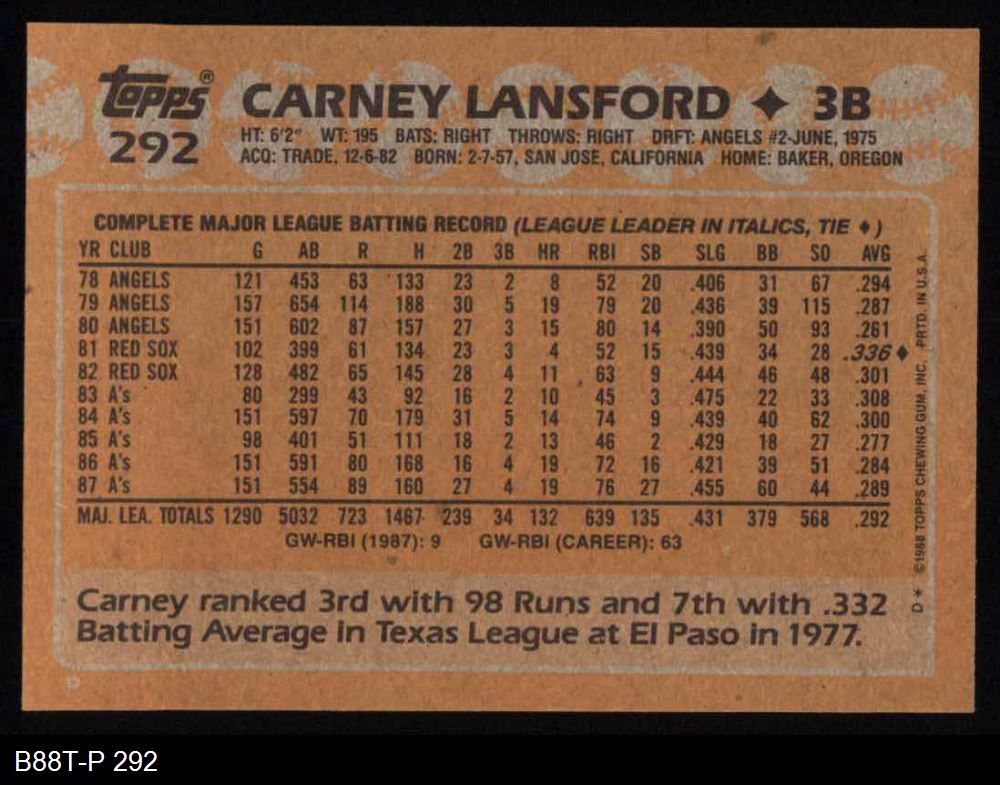 topps® CARNEY LANSFORD ✦ 3B
292 HT: 6'2" WT: 195 BATS: RIGHT THROWS: RIGHT DRFT: ANGELS #2-JUNE, 1975
ACQ: TRADE, 12-6-82 BORN: 2-7-57, SAN JOSE, CALIFORNIA HOME: BAKER, OREGON
COMPLETE MAJOR LEAGUE BATTING RECORD (LEAGUE LEADER IN ITALICS, TIE ♦)
YR CLUB G AB R H 2B 3B HR RBI SB SLG BB SO AVG
78 ANGELS 121 453 63 133 23 2 8 52 20 .406 31 67 .294
79 ANGELS 157 654 114 188 30 5 19 79 20 .436 39 115 .287
80 ANGELS 151 602 87 157 27 3 15 80 14 .390 50 93 .261
81 RED SOX 102 399 61 134 23 3 4 52 15 .439 34 28 .336♦
82 RED SOX 128 482 65 145 28 4 11 63 9 .444 46 48 .301
83 A's 80 299 43 92 16 2 10 45 3 .475 22 33 .308
84 A's 151 597 70 179 31 5 14 74 9 .439 40 62 .300
85 A's 98 401 51 111 18 2 13 46 2 .429 18 27 .277
86 A's 151 591 80 168 16 4 19 72 16 .421 39 51 .284
87 A's 151 554 89 160 27 4 19 76 27 .455 60 44 .289
MAJ. LEA. TOTALS 1290 5032 723 1467 239 34 132 639 135 .431 379 568 .292
GW-RBI (1987): 9 GW-RBI (CAREER): 63
Carney ranked 3rd with 98 Runs and 7th with .332
Batting Average in Texas League at El Paso in 1977.
D* ©1988 TOPPS CHEWING GUM, INC. PRTD. IN U.S.A.
B88T-P 292